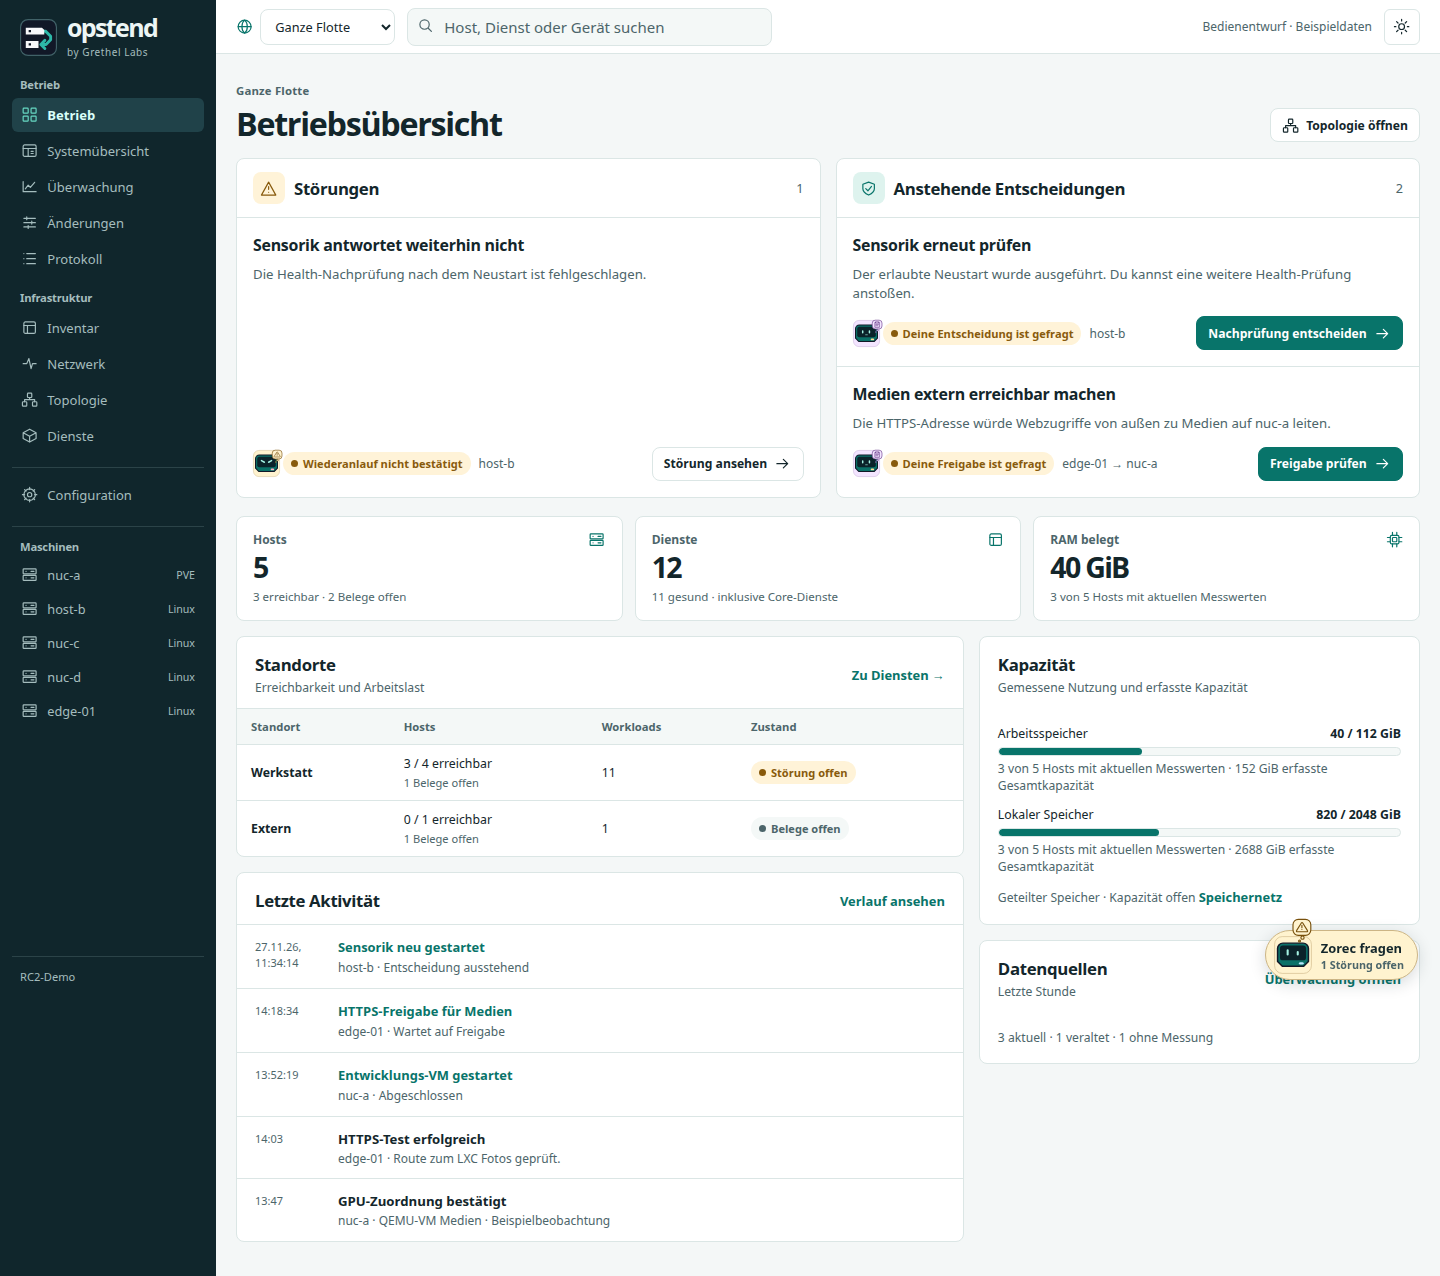 opstend
by Grethel Labs
Betrieb
Betrieb
Systemübersicht
Überwachung
Änderungen
Protokoll
Infrastruktur
Inventar
Netzwerk
Topologie
Dienste
Configuration
Maschinen
nuc-a PVE
host-b Linux
nuc-c Linux
nuc-d Linux
edge-01 Linux
RC2-Demo
Ganze Flotte
Host, Dienst oder Gerät suchen
Bedienentwurf · Beispieldaten
Ganze Flotte
Betriebsübersicht
Topologie öffnen
Störungen 1
Sensorik antwortet weiterhin nicht
Die Health-Nachprüfung nach dem Neustart ist fehlgeschlagen.
Wiederanlauf nicht bestätigt host-b
Störung ansehen →
Anstehende Entscheidungen 2
Sensorik erneut prüfen
Der erlaubte Neustart wurde ausgeführt. Du kannst eine weitere Health-Prüfung
anstoßen.
Deine Entscheidung ist gefragt host-b
Nachprüfung entscheiden →
Medien extern erreichbar machen
Die HTTPS-Adresse würde Webzugriffe von außen zu Medien auf nuc-a leiten.
Deine Freigabe ist gefragt edge-01 → nuc-a
Freigabe prüfen →
Hosts
5
3 erreichbar · 2 Belege offen
Dienste
12
11 gesund · inklusive Core-Dienste
RAM belegt
40 GiB
3 von 5 Hosts mit aktuellen Messwerten
Standorte
Erreichbarkeit und Arbeitslast
Zu Diensten →
Standort Hosts Workloads Zustand
Werkstatt 3 / 4 erreichbar 11 Störung offen
1 Belege offen
Extern 0 / 1 erreichbar 1 Belege offen
1 Belege offen
Letzte Aktivität Verlauf ansehen
27.11.26, Sensorik neu gestartet
11:34:14 host-b · Entscheidung ausstehend
14:18:34 HTTPS-Freigabe für Medien
edge-01 · Wartet auf Freigabe
13:52:19 Entwicklungs-VM gestartet
nuc-a · Abgeschlossen
14:03 HTTPS-Test erfolgreich
edge-01 · Route zum LXC Fotos geprüft.
13:47 GPU-Zuordnung bestätigt
nuc-a · QEMU-VM Medien · Beispielbeobachtung
Kapazität
Gemessene Nutzung und erfasste Kapazität
Arbeitsspeicher 40 / 112 GiB
3 von 5 Hosts mit aktuellen Messwerten · 152 GiB erfasste
Gesamtkapazität
Lokaler Speicher 820 / 2048 GiB
3 von 5 Hosts mit aktuellen Messwerten · 2688 GiB erfasste
Gesamtkapazität
Geteilter Speicher · Kapazität offen Speichernetz
Zorec fragen
1 Störung offen
Datenquellen
Überwachung öffnen
Letzte Stunde
3 aktuell · 1 veraltet · 1 ohne Messung